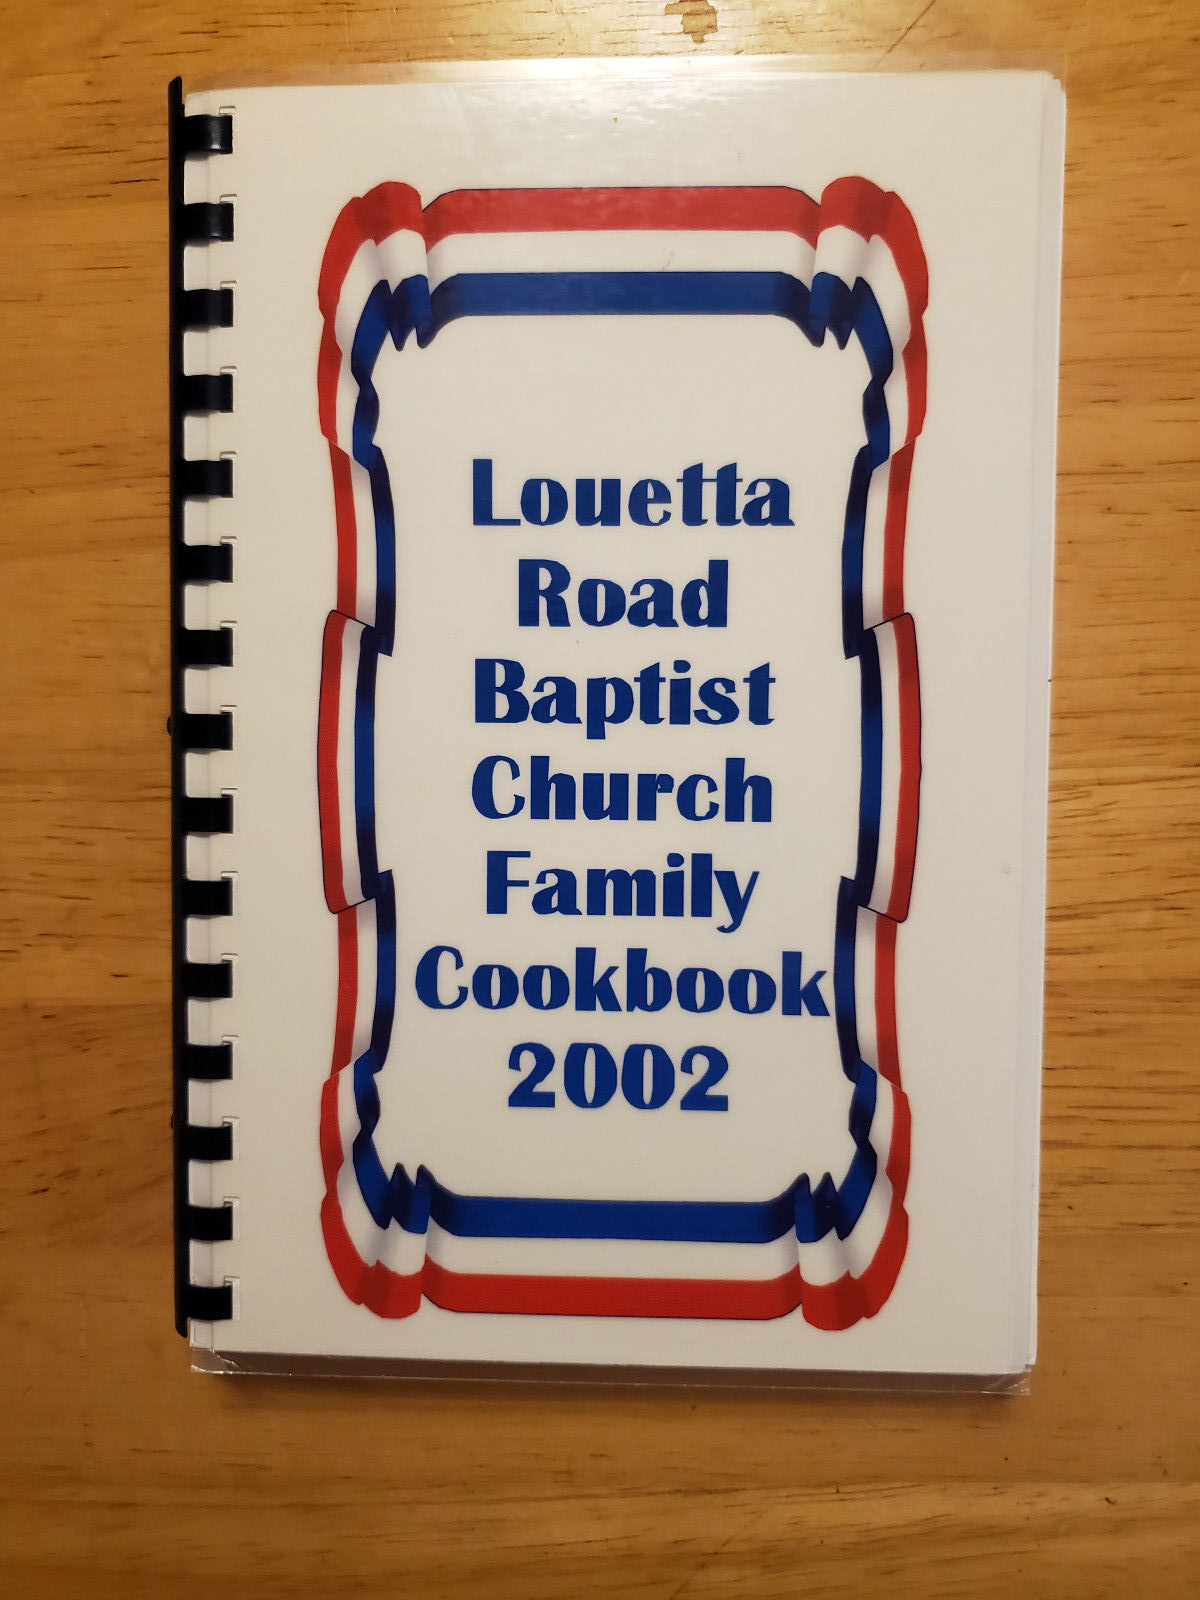 Louetta
Road
Baptist
Church
Family
Cookbook
2002